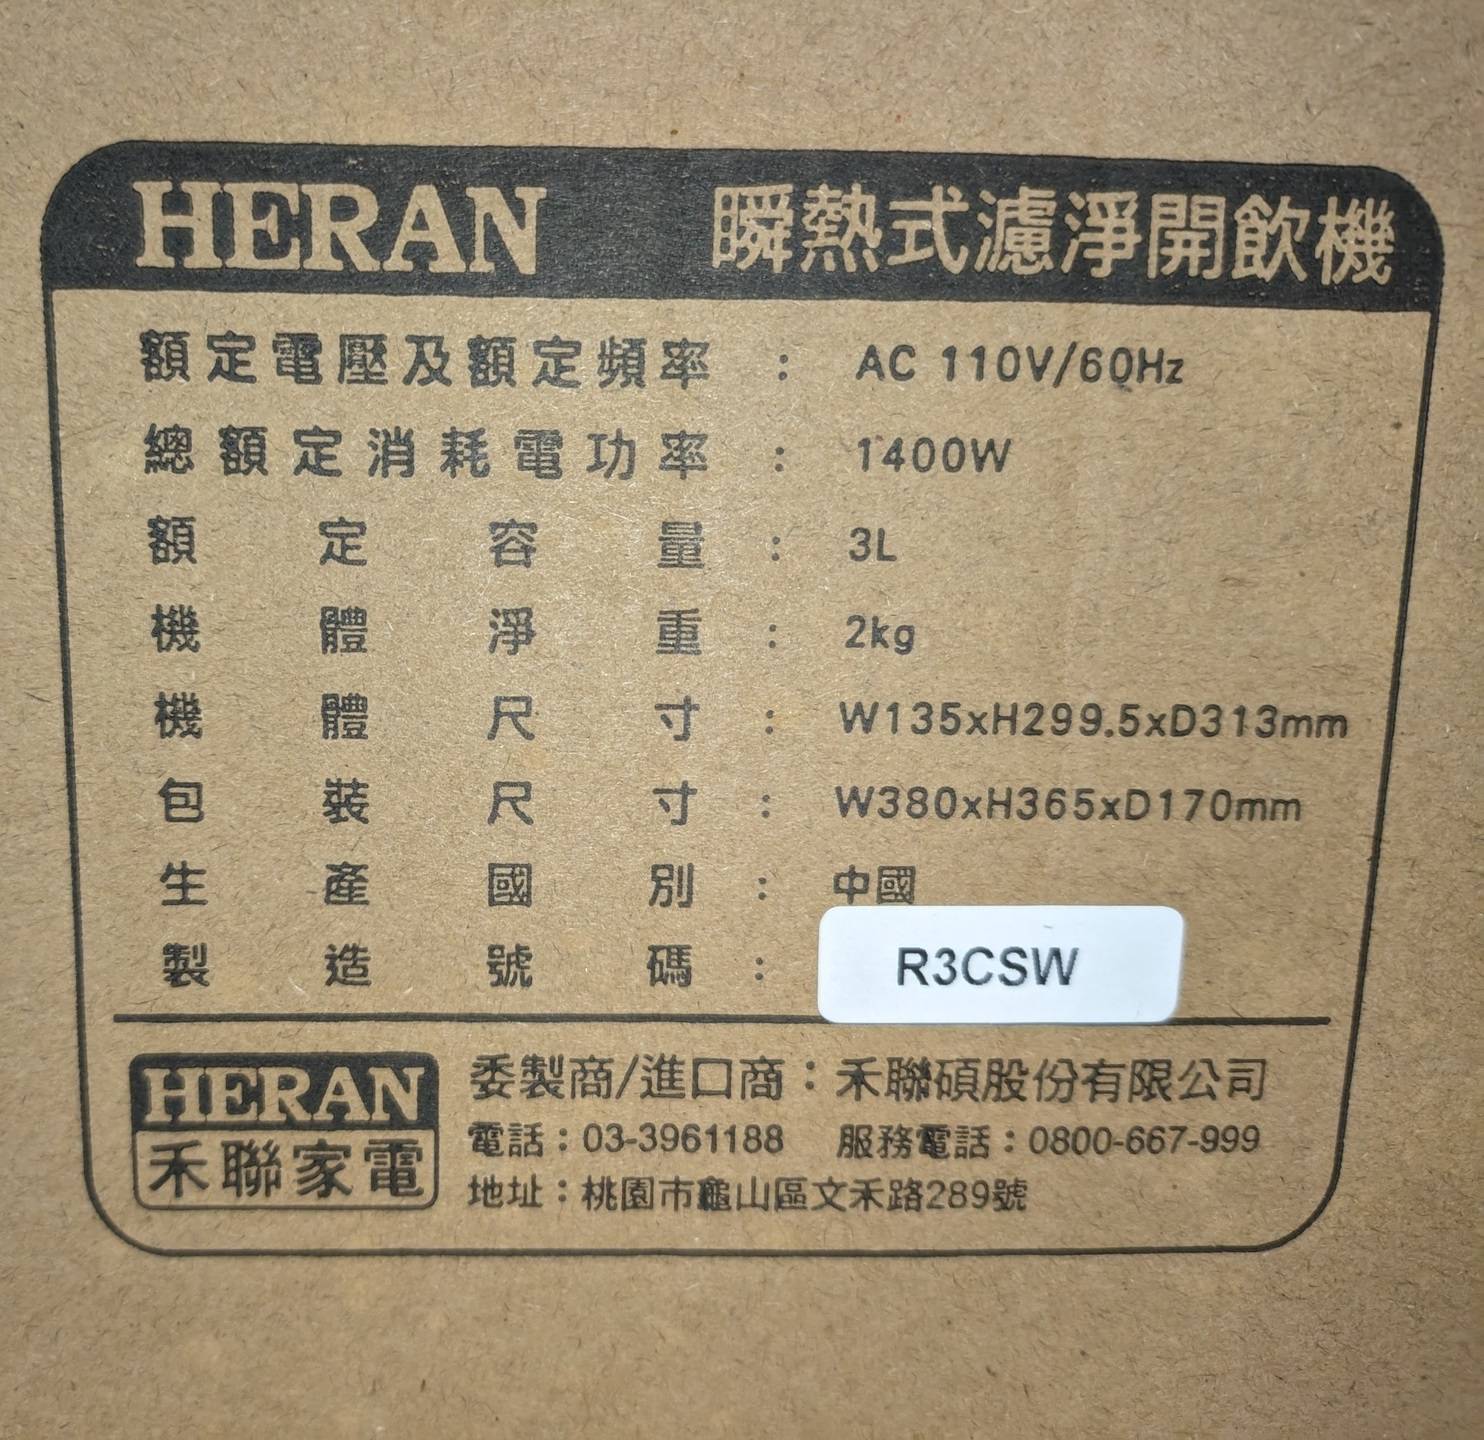 HERAN 瞬熱式濾淨開飲機
額定電壓及額定頻率 : AC 110V/60Hz
總額定消耗電功率 : 1400W
額定容量 : 3L
機體淨重 : 2kg
機體尺寸 : W135xH299.5xD313mm
包裝尺寸 : W380xH365xD170mm
生產國別 : 中國
製造號碼 : R3CSW
委製商/進口商：禾聯碩股份有限公司
HERAN
電話：03-3961188 服務電話：0800-667-999
禾聯家電
地址：桃園市龜山區文禾路289號